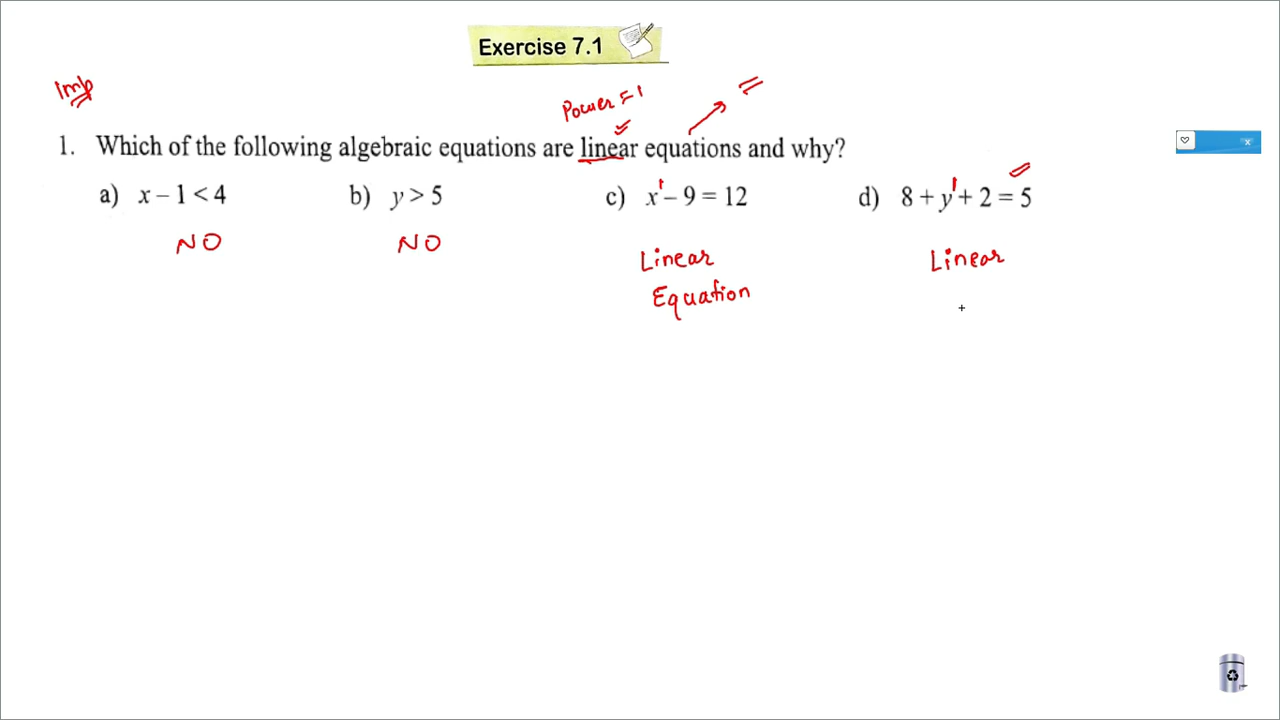 Exercise 7.1
Imp
Power = 1
=
1. Which of the following algebraic equations are linear equations and why?
a) x – 1 < 4 b) y > 5 c) x¹ – 9 = 12 d) 8 + y¹ + 2 = 5
NO NO Linear Linear
Equation